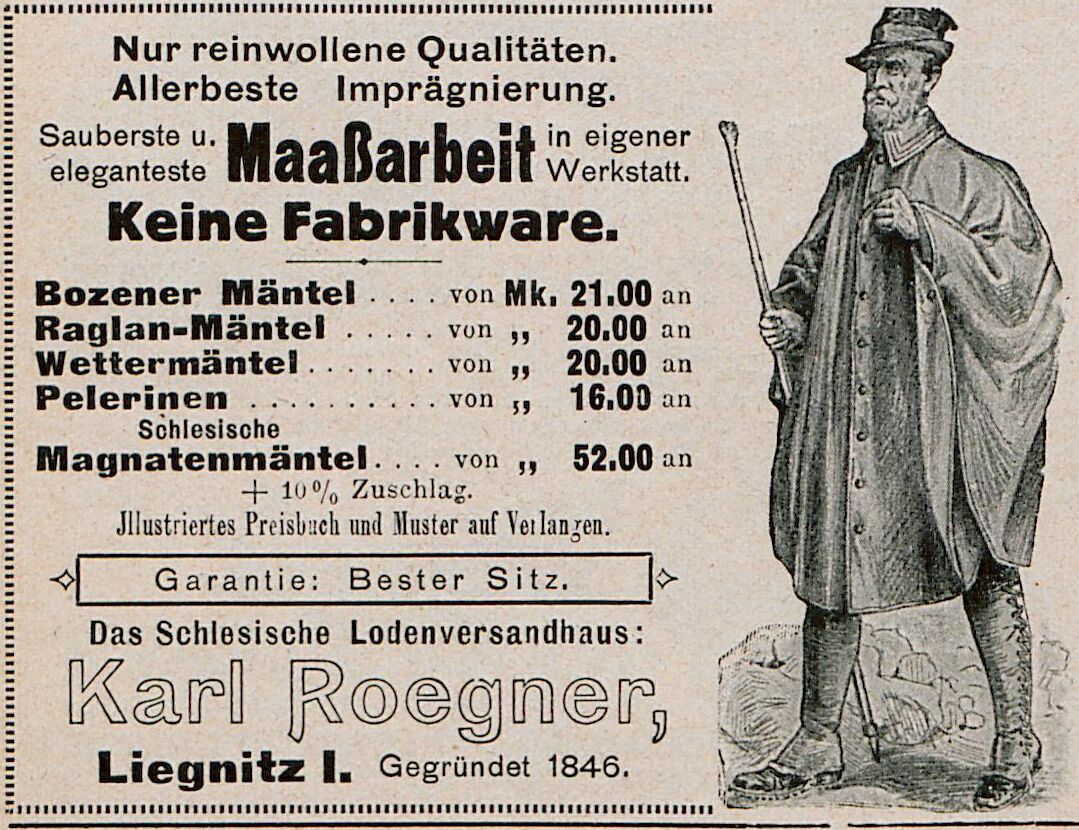 Nur reinwollene Qualitäten.
Allerbeste Imprägnierung.
Sauberste u. eleganteste Maaßarbeit in eigener Werkstatt.
Keine Fabrikware.
Bozener Mäntel .... von Mk. 21.00 an
Raglan-Mäntel ..... von „ 20.00 an
Wettermäntel ....... von „ 20.00 an
Pelerinen .......... von „ 16.00 an
Schlesische
Magnatenmäntel .... von „ 52.00 an
+ 10% Zuschlag.
Jllustriertes Preisbuch und Muster auf Verlangen.
Garantie: Bester Sitz.
Das Schlesische Lodenversandhaus:
Karl Roegner,
Liegnitz I. Gegründet 1846.